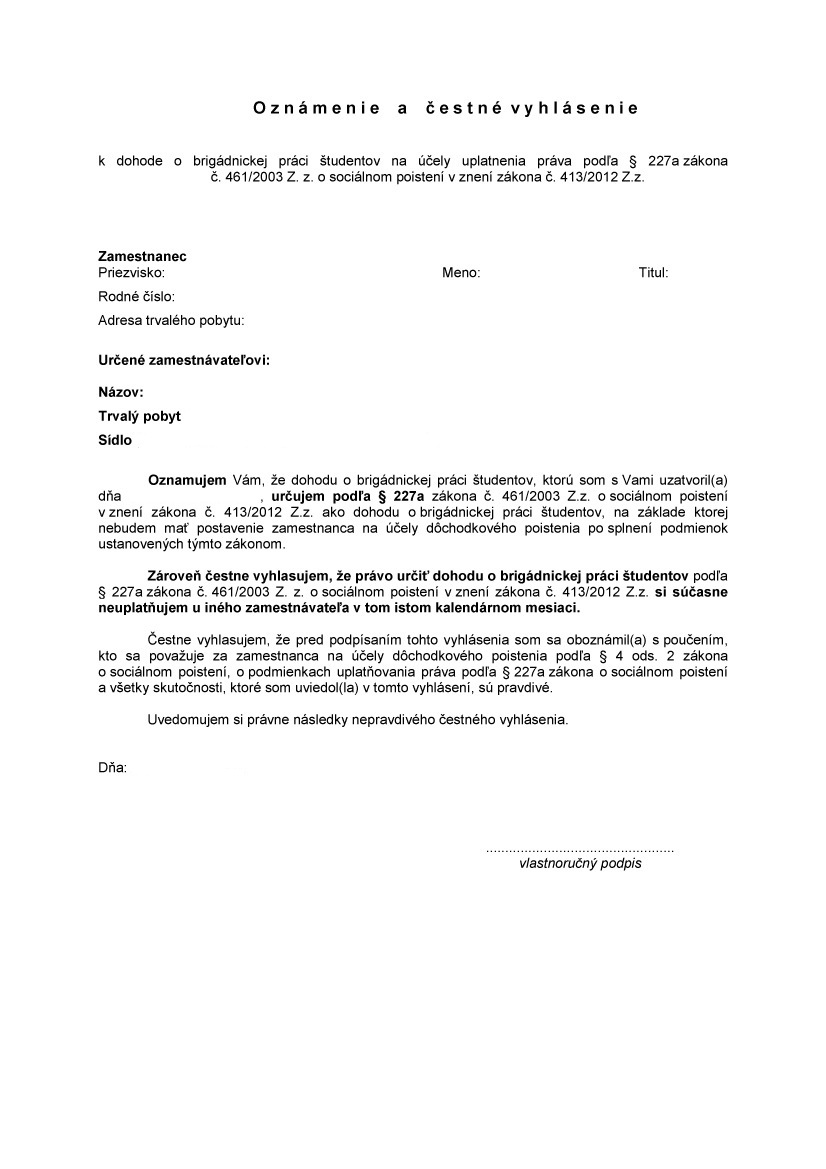 Oznámenie a čestné vyhlásenie
k dohode o brigádnickej práci študentov na účely uplatnenia práva podľa § 227a zákona
č. 461/2003 Z. z. o sociálnom poistení v znení zákona č. 413/2012 Z.z.
Zamestnanec
Priezvisko: Meno: Titul:
Rodné číslo:
Adresa trvalého pobytu:
Určené zamestnávateľovi:
Názov:
Trvalý pobyt
Sídlo
Oznamujem Vám, že dohodu o brigádnickej práci študentov, ktorú som s Vami uzatvoril(a)
dňa , určujem podľa § 227a zákona č. 461/2003 Z.z. o sociálnom poistení
v znení zákona č. 413/2012 Z.z. ako dohodu o brigádnickej práci študentov, na základe ktorej
nebudem mať postavenie zamestnanca na účely dôchodkového poistenia po splnení podmienok
ustanovených týmto zákonom.
Zároveň čestne vyhlasujem, že právo určiť dohodu o brigádnickej práci študentov podľa
§ 227a zákona č. 461/2003 Z. z. o sociálnom poistení v znení zákona č. 413/2012 Z.z. si súčasne
neuplatňujem u iného zamestnávateľa v tom istom kalendárnom mesiaci.
Čestne vyhlasujem, že pred podpísaním tohto vyhlásenia som sa oboznámil(a) s poučením,
kto sa považuje za zamestnanca na účely dôchodkového poistenia podľa § 4 ods. 2 zákona
o sociálnom poistení, o podmienkach uplatňovania práva podľa § 227a zákona o sociálnom poistení
a všetky skutočnosti, ktoré som uviedol(la) v tomto vyhlásení, sú pravdivé.
Uvedomujem si právne následky nepravdivého čestného vyhlásenia.
Dňa:
.................................................
vlastnoručný podpis